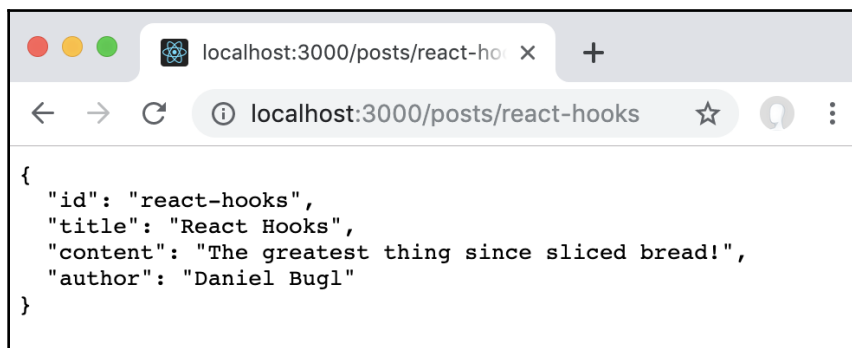 localhost:3000/posts/react-ho
localhost:3000/posts/react-hooks
{
  "id": "react-hooks",
  "title": "React Hooks",
  "content": "The greatest thing since sliced bread!",
  "author": "Daniel Bugl"
}